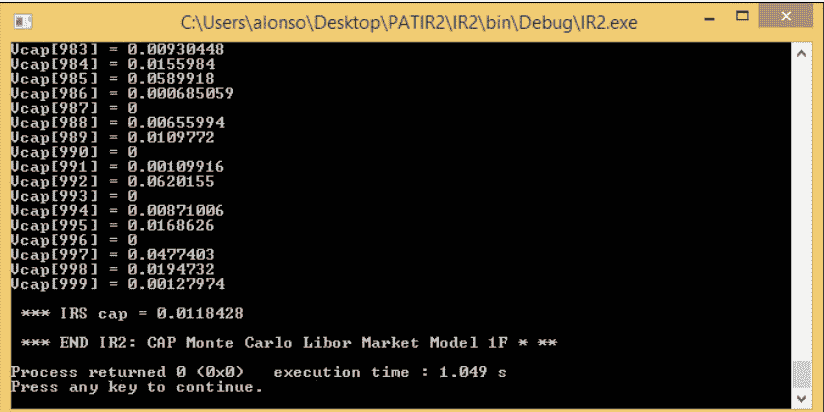 C:\Users\alonso\Desktop\PATIR2\IR2\bin\Debug\IR2.exe
Vcap[983] = 0.00930448
Vcap[984] = 0.0155984
Vcap[985] = 0.0589918
Vcap[986] = 0.000685059
Vcap[987] = 0
Vcap[988] = 0.00655994
Vcap[989] = 0.0109772
Vcap[990] = 0
Vcap[991] = 0.00109916
Vcap[992] = 0.0620155
Vcap[993] = 0
Vcap[994] = 0.00871006
Vcap[995] = 0.0168626
Vcap[996] = 0
Vcap[997] = 0.0477403
Vcap[998] = 0.0194732
Vcap[999] = 0.00127974
*** IRS cap = 0.0118428
*** END IR2: CAP Monte Carlo Libor Market Model 1F * **
Process returned 0 (0x0)   execution time : 1.049 s
Press any key to continue.